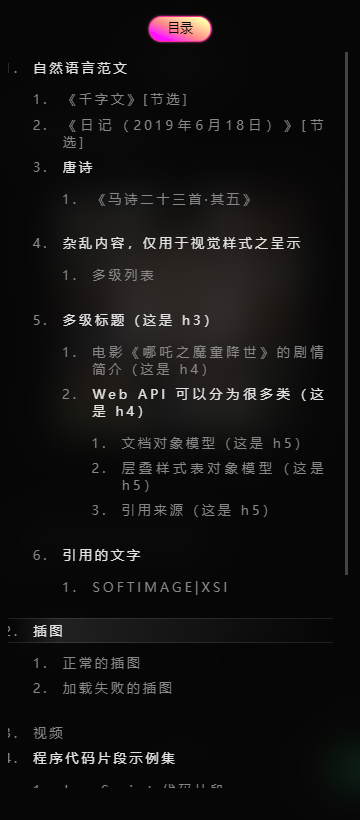 目录
1. 自然语言范文
1. 《千字文》[节选]
2. 《日记（2019年6月18日）》[节
选]
3. 唐诗
1. 《马诗二十三首·其五》
4. 杂乱内容，仅用于视觉样式之呈示
1. 多级列表
5. 多级标题（这是 h3）
1. 电影《哪吒之魔童降世》的剧情
简介（这是 h4）
2. Web API 可以分为很多类（这
是 h4）
1. 文档对象模型（这是 h5）
2. 层叠样式表对象模型（这是
h5）
3. 引用来源（这是 h5）
6. 引用的文字
1. SOFTIMAGE|XSI
2. 插图
1. 正常的插图
2. 加载失败的插图
3. 视频
4. 程序代码片段示例集